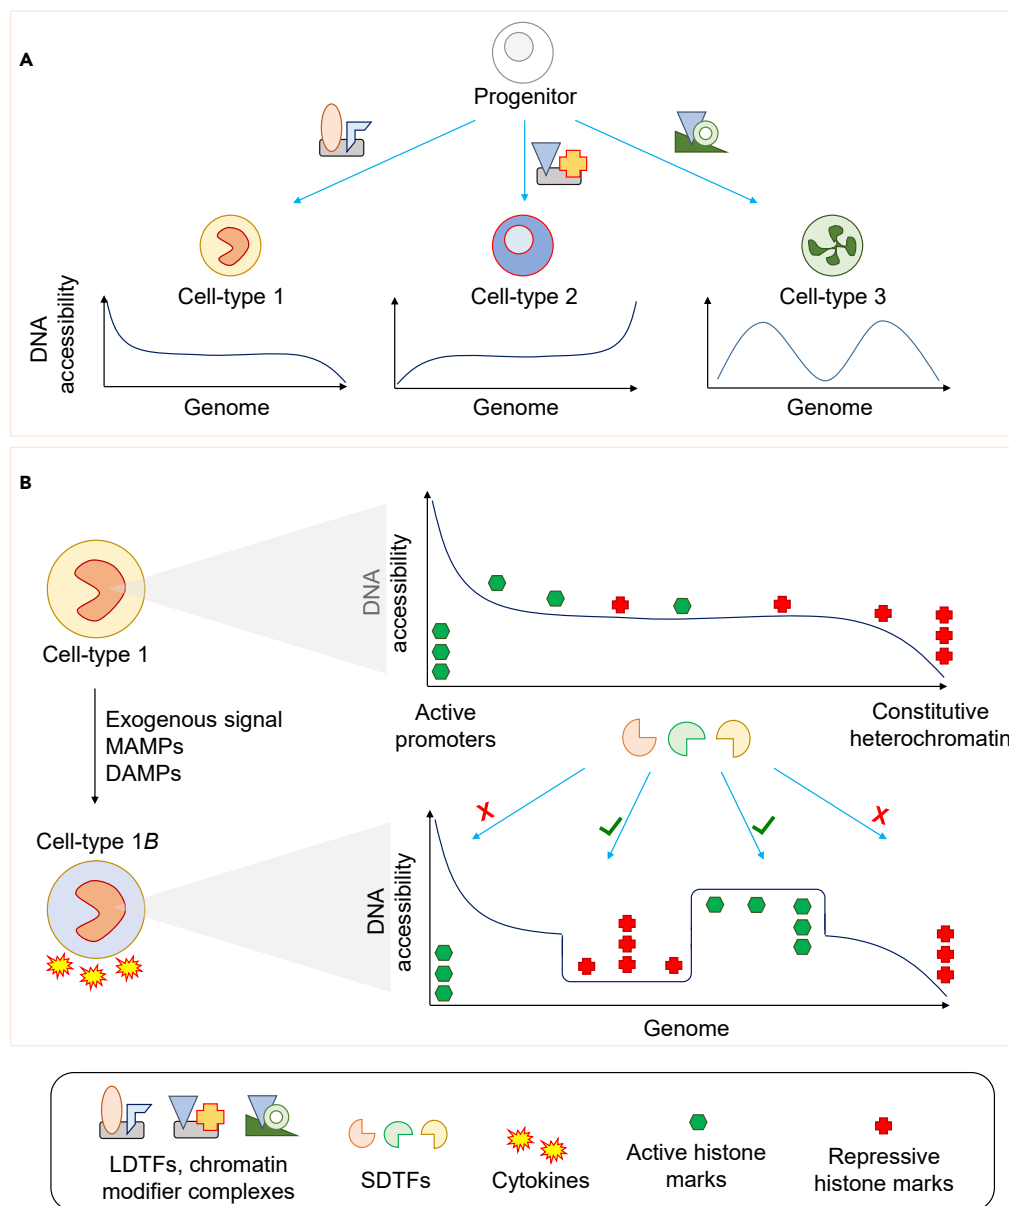 A
Progenitor
Cell-type 1
Cell-type 2
Cell-type 3
DNA
accessibility
Genome
Genome
Genome
B
DNA
accessibility
Cell-type 1
Exogenous signal
MAMPs
DAMPs
Active
promoters
Constitutive
heterochromatin
X
X
Cell-type 1B
DNA
accessibility
Genome
LDTFs, chromatin
modifier complexes
SDTFs
Cytokines
Active histone
marks
Repressive
histone marks